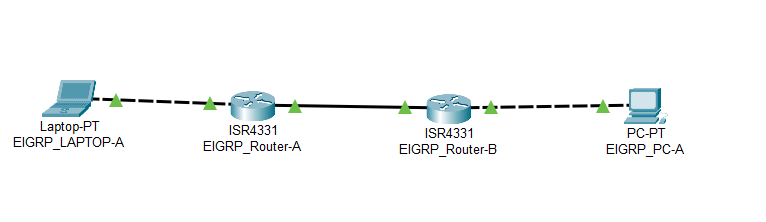 Laptop-PT
EIGRP_LAPTOP-A
ISR4331
EIGRP_Router-A
ISR4331
EIGRP_Router-B
PC-PT
EIGRP_PC-A